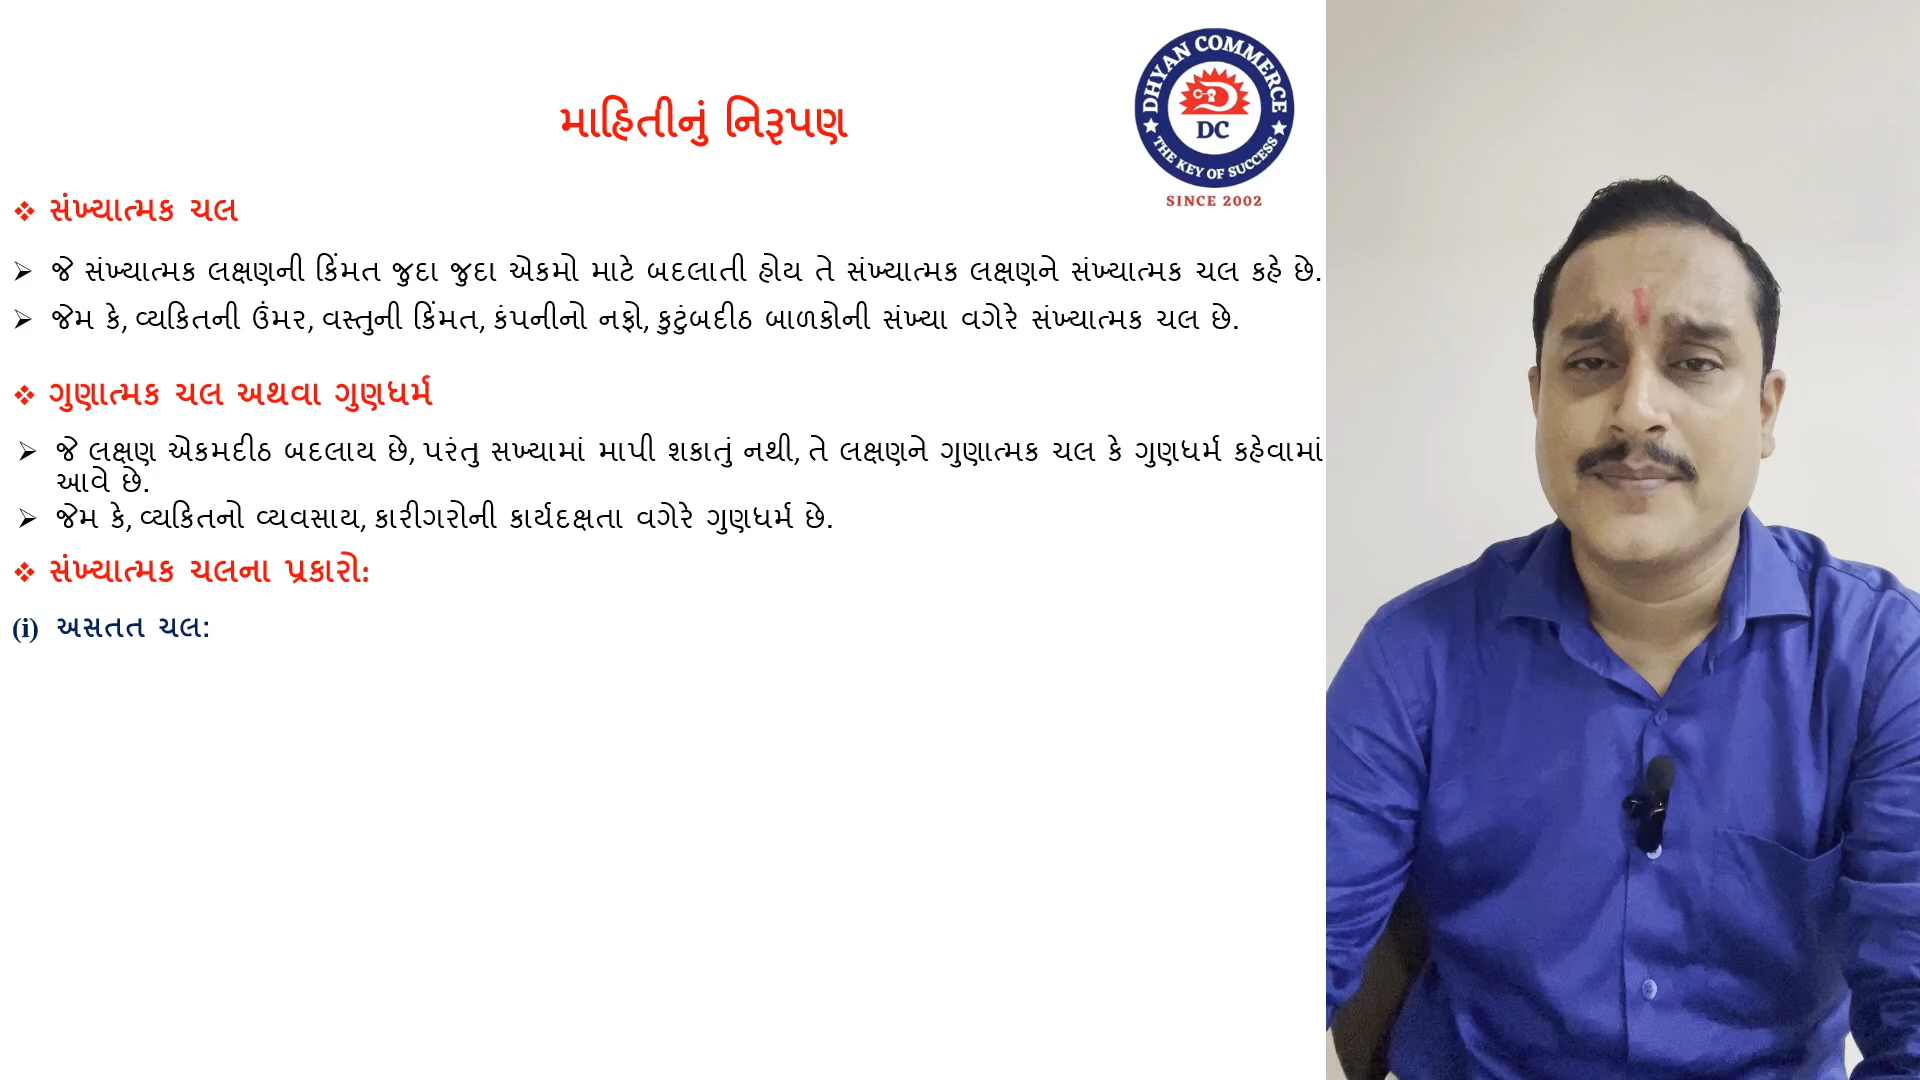 DHYAN COMMERCE
DC
THE KEY OF SUCCESS
SINCE 2002
માહિતીનું નિરૂપણ
❖ સંખ્યાત્મક ચલ
➢ જે સંખ્યાત્મક લક્ષણની કિંમત જુદા જુદા એકમો માટે બદલાતી હોય તે સંખ્યાત્મક લક્ષણને સંખ્યાત્મક ચલ કહે છે.
➢ જેમ કે, વ્યકિતની ઉંમર, વસ્તુની કિંમત, કંપનીનો નફો, કુટુંબદીઠ બાળકોની સંખ્યા વગેરે સંખ્યાત્મક ચલ છે.
❖ ગુણાત્મક ચલ અથવા ગુણધર્મ
➢ જે લક્ષણ એકમદીઠ બદલાય છે, પરંતુ સખ્યામાં માપી શકાતું નથી, તે લક્ષણને ગુણાત્મક ચલ કે ગુણધર્મ કહેવામાં
આવે છે.
➢ જેમ કે, વ્યકિતનો વ્યવસાય, કારીગરોની કાર્યદક્ષતા વગેરે ગુણધર્મ છે.
❖ સંખ્યાત્મક ચલના પ્રકારો:
(i) અસતત ચલ: